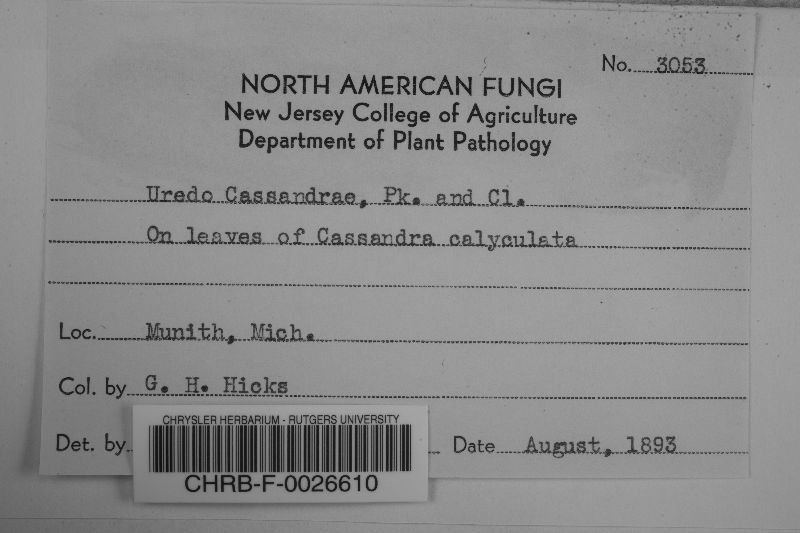 No. 3053
NORTH AMERICAN FUNGI
New Jersey College of Agriculture
Department of Plant Pathology
Uredo Cassandrae, Pk. and Cl.
On leaves of Cassandra calyculata
Loc. Munith, Mich.
Col. by G. H. Hicks
Det. by
Date August, 1893
CHRYSLER HERBARIUM - RUTGERS UNIVERSITY
CHRB-F-0026610